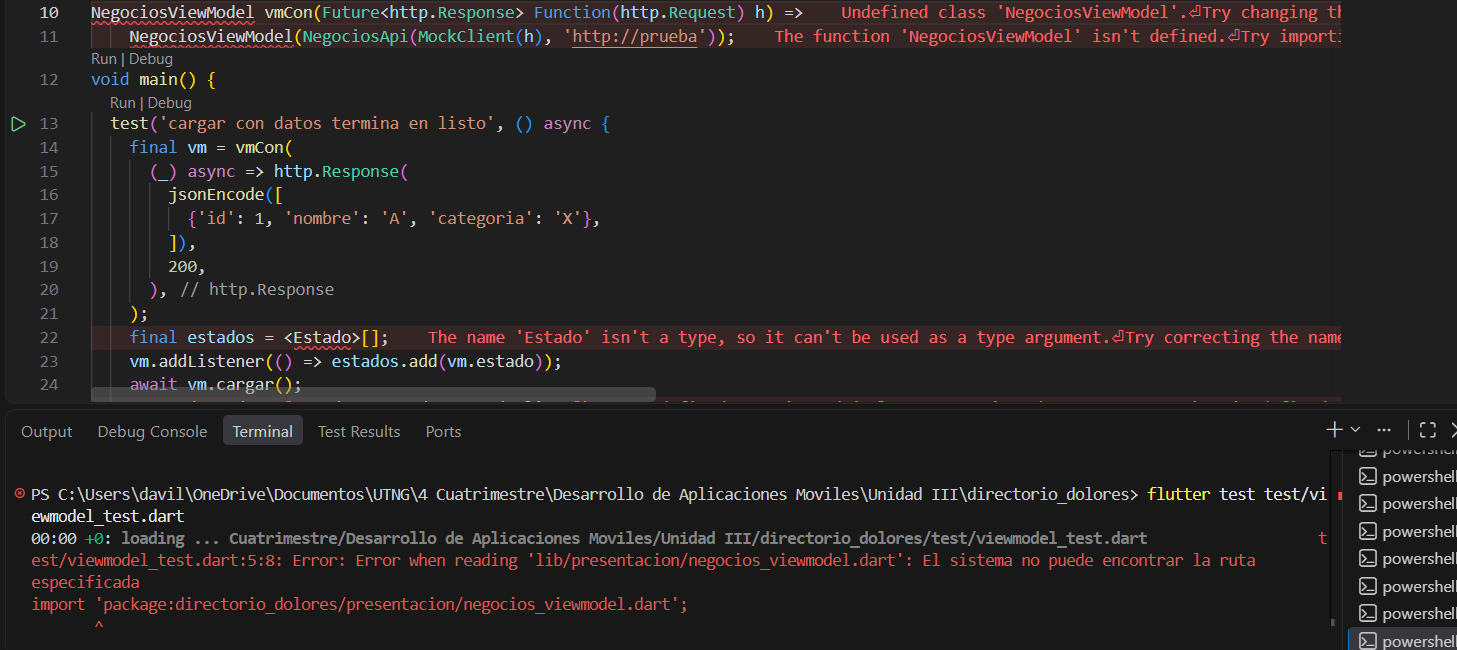 10 NegociosViewModel vmCon(Future<http.Response> Function(http.Request) h) => Undefined class 'NegociosViewModel'.⏎Try changing th
11 NegociosViewModel(NegociosApi(MockClient(h), 'http://prueba')); The function 'NegociosViewModel' isn't defined.⏎Try importi
Run | Debug
12 void main() {
Run | Debug
13 test('cargar con datos termina en listo', () async {
14 final vm = vmCon(
15 (_) async => http.Response(
16 jsonEncode([
17 {'id': 1, 'nombre': 'A', 'categoria': 'X'},
18 ]),
19 200,
20 ), // http.Response
21 );
22 final estados = <Estado>[]; The name 'Estado' isn't a type, so it can't be used as a type argument.⏎Try correcting the name
23 vm.addListener(() => estados.add(vm.estado));
24 await vm.cargar();
Output Debug Console Terminal Test Results Ports
PS C:\Users\davil\OneDrive\Documentos\UTNG\4 Cuatrimestre\Desarrollo de Aplicaciones Moviles\Unidad III\directorio_dolores> flutter test test/vi
ewmodel_test.dart
00:00 +0: loading ... Cuatrimestre/Desarrollo de Aplicaciones Moviles/Unidad III/directorio_dolores/test/viewmodel_test.dart t
est/viewmodel_test.dart:5:8: Error: Error when reading 'lib/presentacion/negocios_viewmodel.dart': El sistema no puede encontrar la ruta
especificada
import 'package:directorio_dolores/presentacion/negocios_viewmodel.dart';
^
powershell
powershell
powershell
powershell
powershell
powershell
powershell
powershell